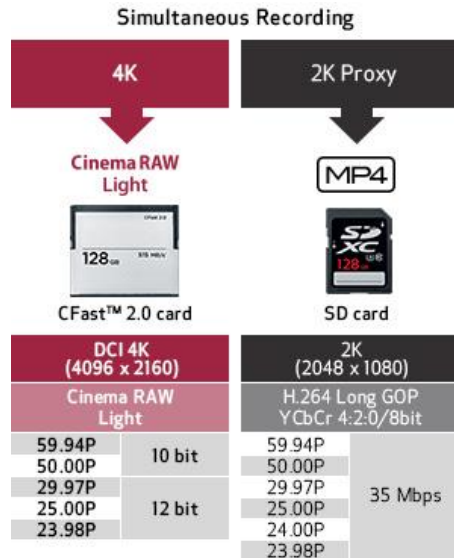 Simultaneous Recording
4K
2K Proxy
Cinema RAW
Light
MP4
CFast 2.0
128GB
515 MB/s
SD
XC
128GB
CFast™ 2.0 card
SD card
DCI 4K
(4096 x 2160)
2K
(2048 x 1080)
Cinema RAW
Light
H.264 Long GOP
YCbCr 4:2:0/8bit
59.94P
50.00P
10 bit
29.97P
25.00P
23.98P
12 bit
59.94P
50.00P
29.97P
25.00P
24.00P
23.98P
35 Mbps